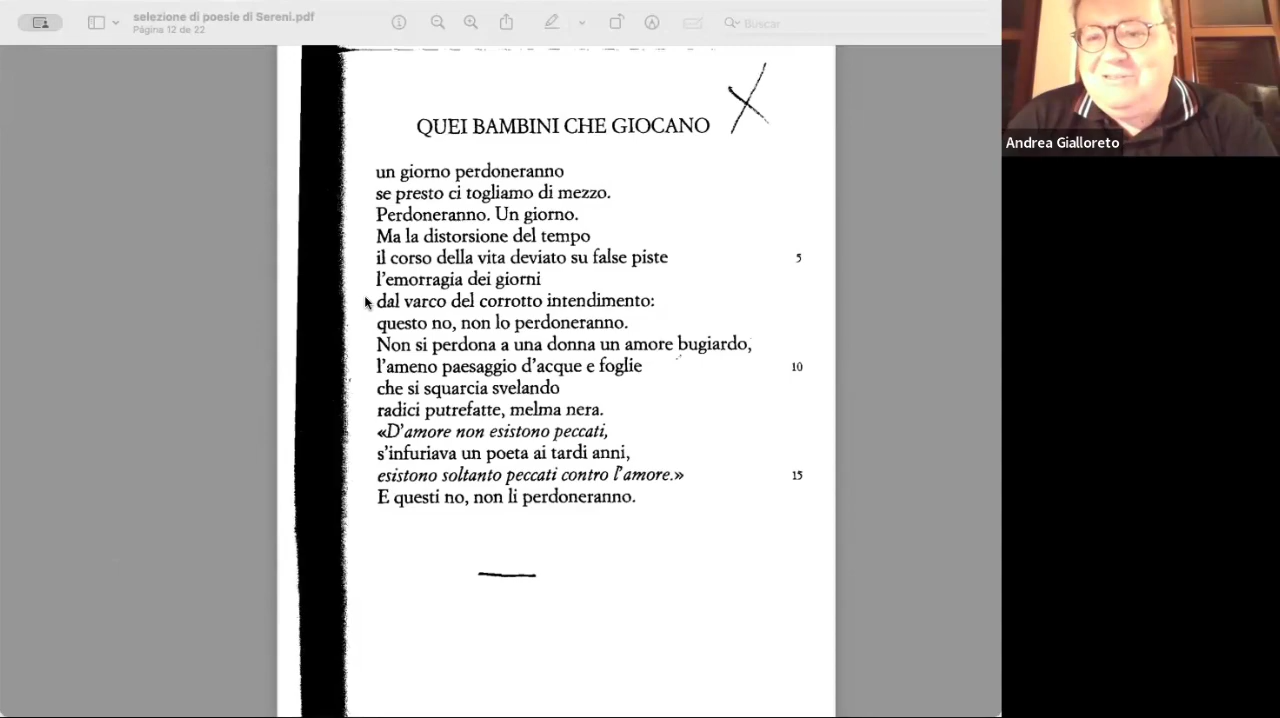 selezione di poesie di Sereni.pdf
Página 12 de 22
Buscar
Andrea Gialloreto
QUEI BAMBINI CHE GIOCANO
un giorno perdoneranno
se presto ci togliamo di mezzo.
Perdoneranno. Un giorno.
Ma la distorsione del tempo
il corso della vita deviato su false piste 5
l'emorragia dei giorni
dal varco del corrotto intendimento:
questo no, non lo perdoneranno.
Non si perdona a una donna un amore bugiardo,
l'ameno paesaggio d'acque e foglie 10
che si squarcia svelando
radici putrefatte, melma nera.
«D'amore non esistono peccati,
s'infuriava un poeta ai tardi anni,
esistono soltanto peccati contro l'amore.» 15
E questi no, non li perdoneranno.